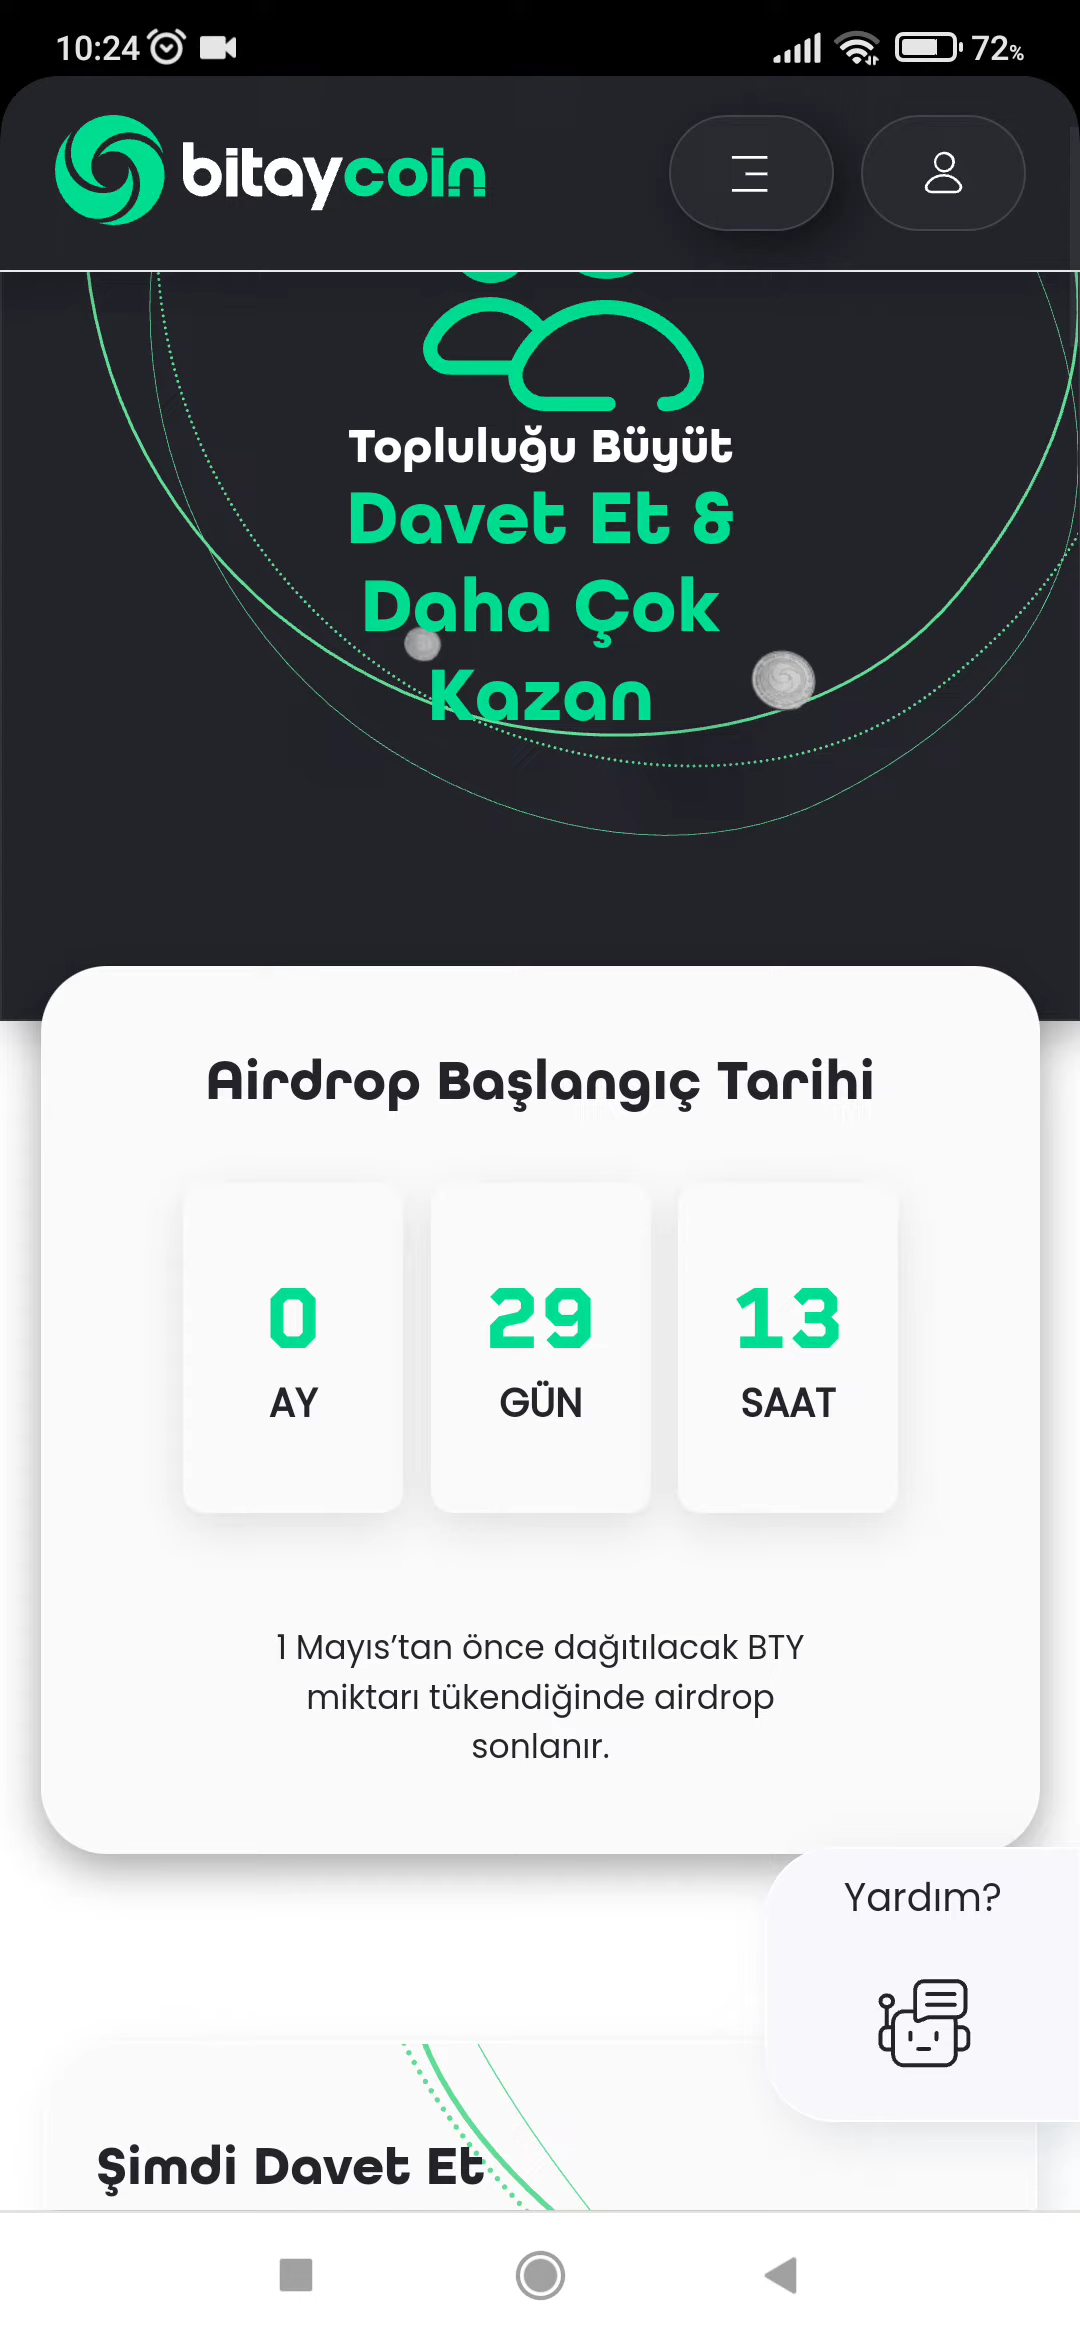 10:24
72%
bitaycoin
Topluluğu Büyüt
Davet Et &
Daha Çok
Kazan
Airdrop Başlangıç Tarihi
0 29 13
AY GÜN SAAT
1 Mayıs’tan önce dağıtılacak BTY
miktarı tükendiğinde airdrop
sonlanır.
Yardım?
Şimdi Davet Et